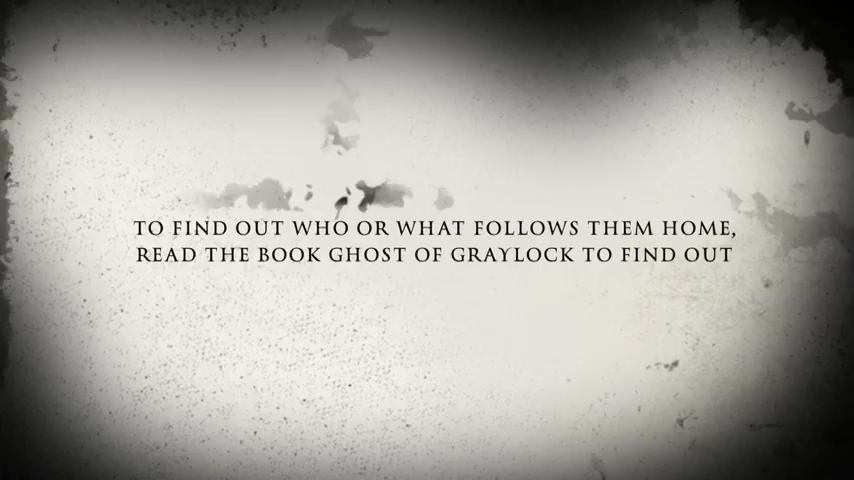 TO FIND OUT WHO OR WHAT FOLLOWS THEM HOME,
READ THE BOOK GHOST OF GRAYLOCK TO FIND OUT